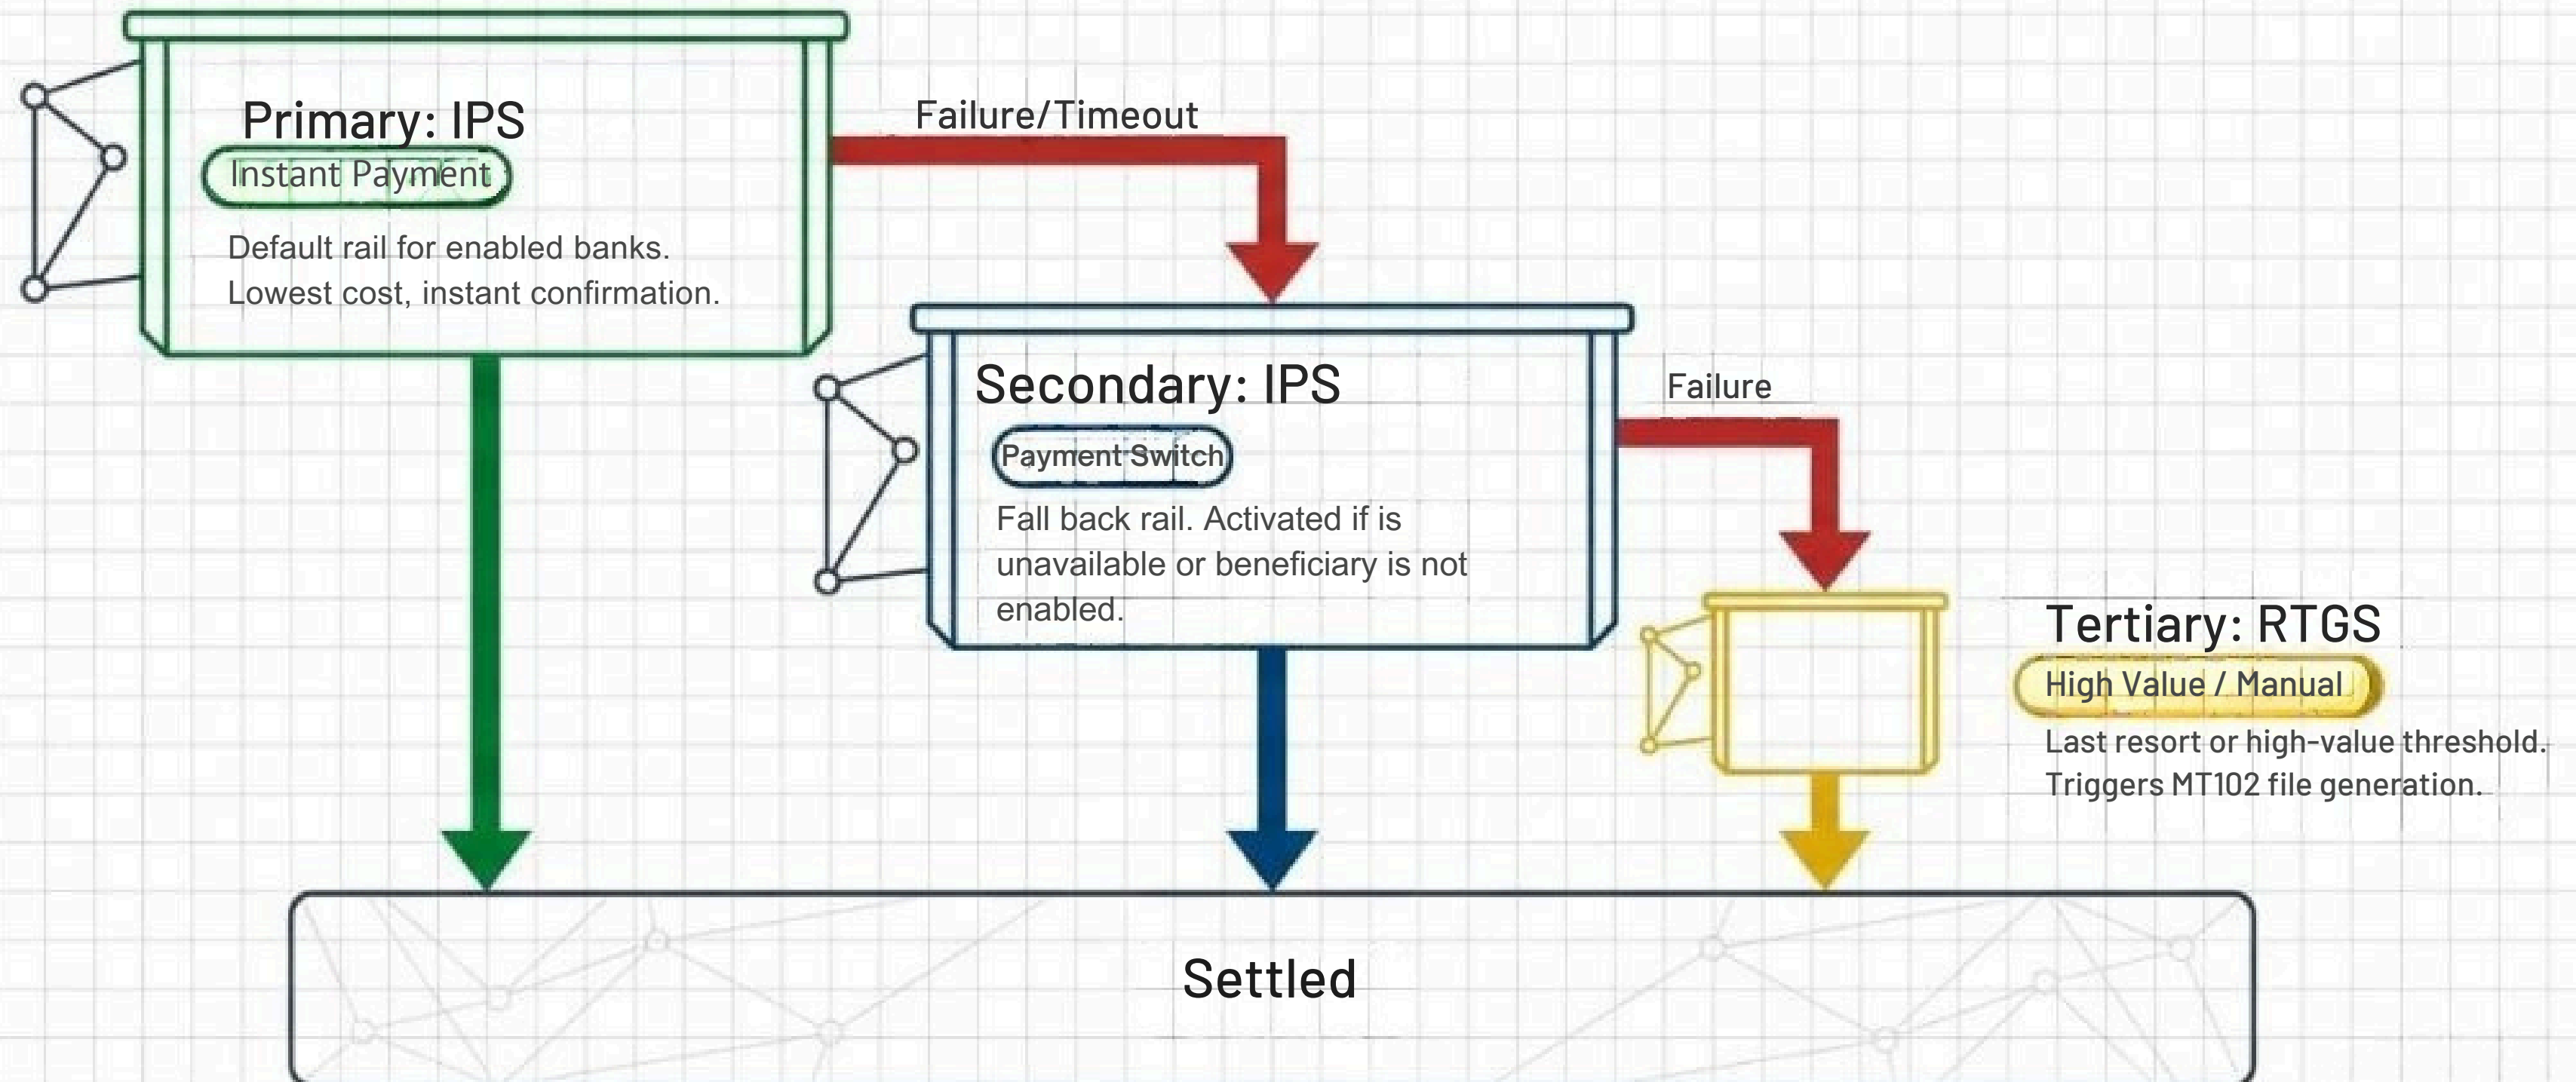 Primary: IPS
Instant Payment
Default rail for enabled banks.
Lowest cost, instant confirmation.
Failure/Timeout
Secondary: IPS
Payment Switch
Fall back rail. Activated if is
unavailable or beneficiary is not
enabled.
Failure
Tertiary: RTGS
High Value / Manual
Last resort or high-value threshold.
Triggers MT102 file generation.
Settled